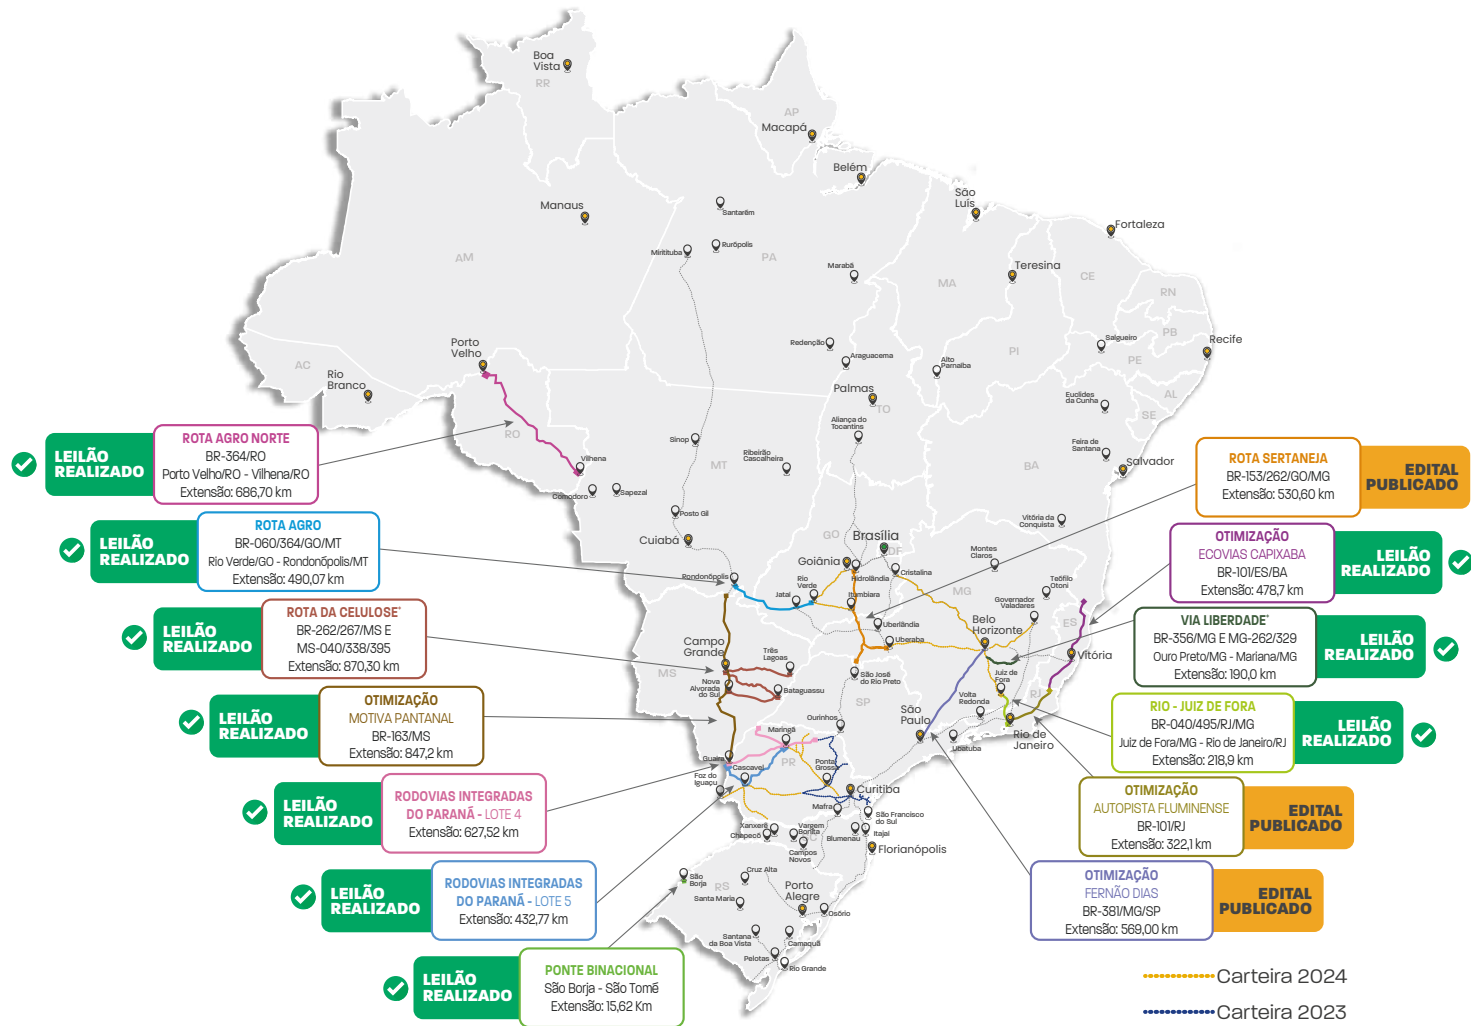 Boa
Vista
RR
AP
Macapá
Belém
Manaus
São
Luís
Santarém
Fortaleza
Miritituba
Rurópolis
AM
PA
Marabá
Teresina
MA
CE
RN
PB
Redenção
Araguacema
Alto
Parnaíba
PI
Salgueiro
PE
Recife
Porto
Velho
AC
Rio
Branco
Palmas
TO
Euclides
da Cunha
AL
SE
Aliança do
Tocantins
RO
Sinop
MT
Ribeirão
Cascalheira
Feira de
Santana
BA
Salvador
Vilhena
Comodoro
Sapezal
Posto Gil
Vitória da
Conquista
Cuiabá
GO
Brasília
DF
Goiânia
Hidrolândia
Cristalina
Montes
Claros
Rondonópolis
Rio
Verde
Jataí
Itumbiara
MG
Teófilo
Otoni
Governador
Valadares
Uberlândia
Uberaba
Belo
Horizonte
ES
Vitória
Campo
Grande
Três
Lagoas
MS
Nova
Alvorada
do Sul
Bataguassu
São José
do Rio Preto
Juiz de
Fora
RJ
SP
Volta
Redonda
São
Paulo
Ourinhos
Ubatuba
Rio de
Janeiro
Maringá
PR
Guaíra
Cascavel
Foz do
Iguaçu
Ponta
Grossa
Curitiba
Mafra
São Francisco
do Sul
Xanxerê
Chapecó
Vargem
Bonita
Campos
Novos
Blumenau
Itajaí
Florianópolis
São
Borja
RS
Cruz Alta
Santa Maria
Porto
Alegre
Osório
Santana
da Boa Vista
Camaquã
Pelotas
Rio Grande
LEILÃO
REALIZADO
ROTA AGRO NORTE
BR-364/RO
Porto Velho/RO - Vilhena/RO
Extensão: 686,70 km
LEILÃO
REALIZADO
ROTA AGRO
BR-060/364/GO/MT
Rio Verde/GO - Rondonópolis/MT
Extensão: 490,07 km
LEILÃO
REALIZADO
ROTA DA CELULOSE*
BR-262/267/MS E
MS-040/338/395
Extensão: 870,30 km
LEILÃO
REALIZADO
OTIMIZAÇÃO
MOTIVA PANTANAL
BR-163/MS
Extensão: 847,2 km
LEILÃO
REALIZADO
RODOVIAS INTEGRADAS
DO PARANÁ - LOTE 4
Extensão: 627,52 km
LEILÃO
REALIZADO
RODOVIAS INTEGRADAS
DO PARANÁ - LOTE 5
Extensão: 432,77 km
LEILÃO
REALIZADO
PONTE BINACIONAL
São Borja - São Tomé
Extensão: 15,62 Km
ROTA SERTANEJA
BR-153/262/GO/MG
Extensão: 530,60 km
EDITAL
PUBLICADO
OTIMIZAÇÃO
ECOVIAS CAPIXABA
BR-101/ES/BA
Extensão: 478,7 km
LEILÃO
REALIZADO
VIA LIBERDADE*
BR-356/MG E MG-262/329
Ouro Preto/MG - Mariana/MG
Extensão: 190,0 km
LEILÃO
REALIZADO
RIO - JUIZ DE FORA
BR-040/495/RJ/MG
Juiz de Fora/MG - Rio de Janeiro/RJ
Extensão: 218,9 km
LEILÃO
REALIZADO
OTIMIZAÇÃO
AUTOPISTA FLUMINENSE
BR-101/RJ
Extensão: 322,1 km
EDITAL
PUBLICADO
OTIMIZAÇÃO
FERNÃO DIAS
BR-381/MG/SP
Extensão: 569,00 km
EDITAL
PUBLICADO
Carteira 2024
Carteira 2023